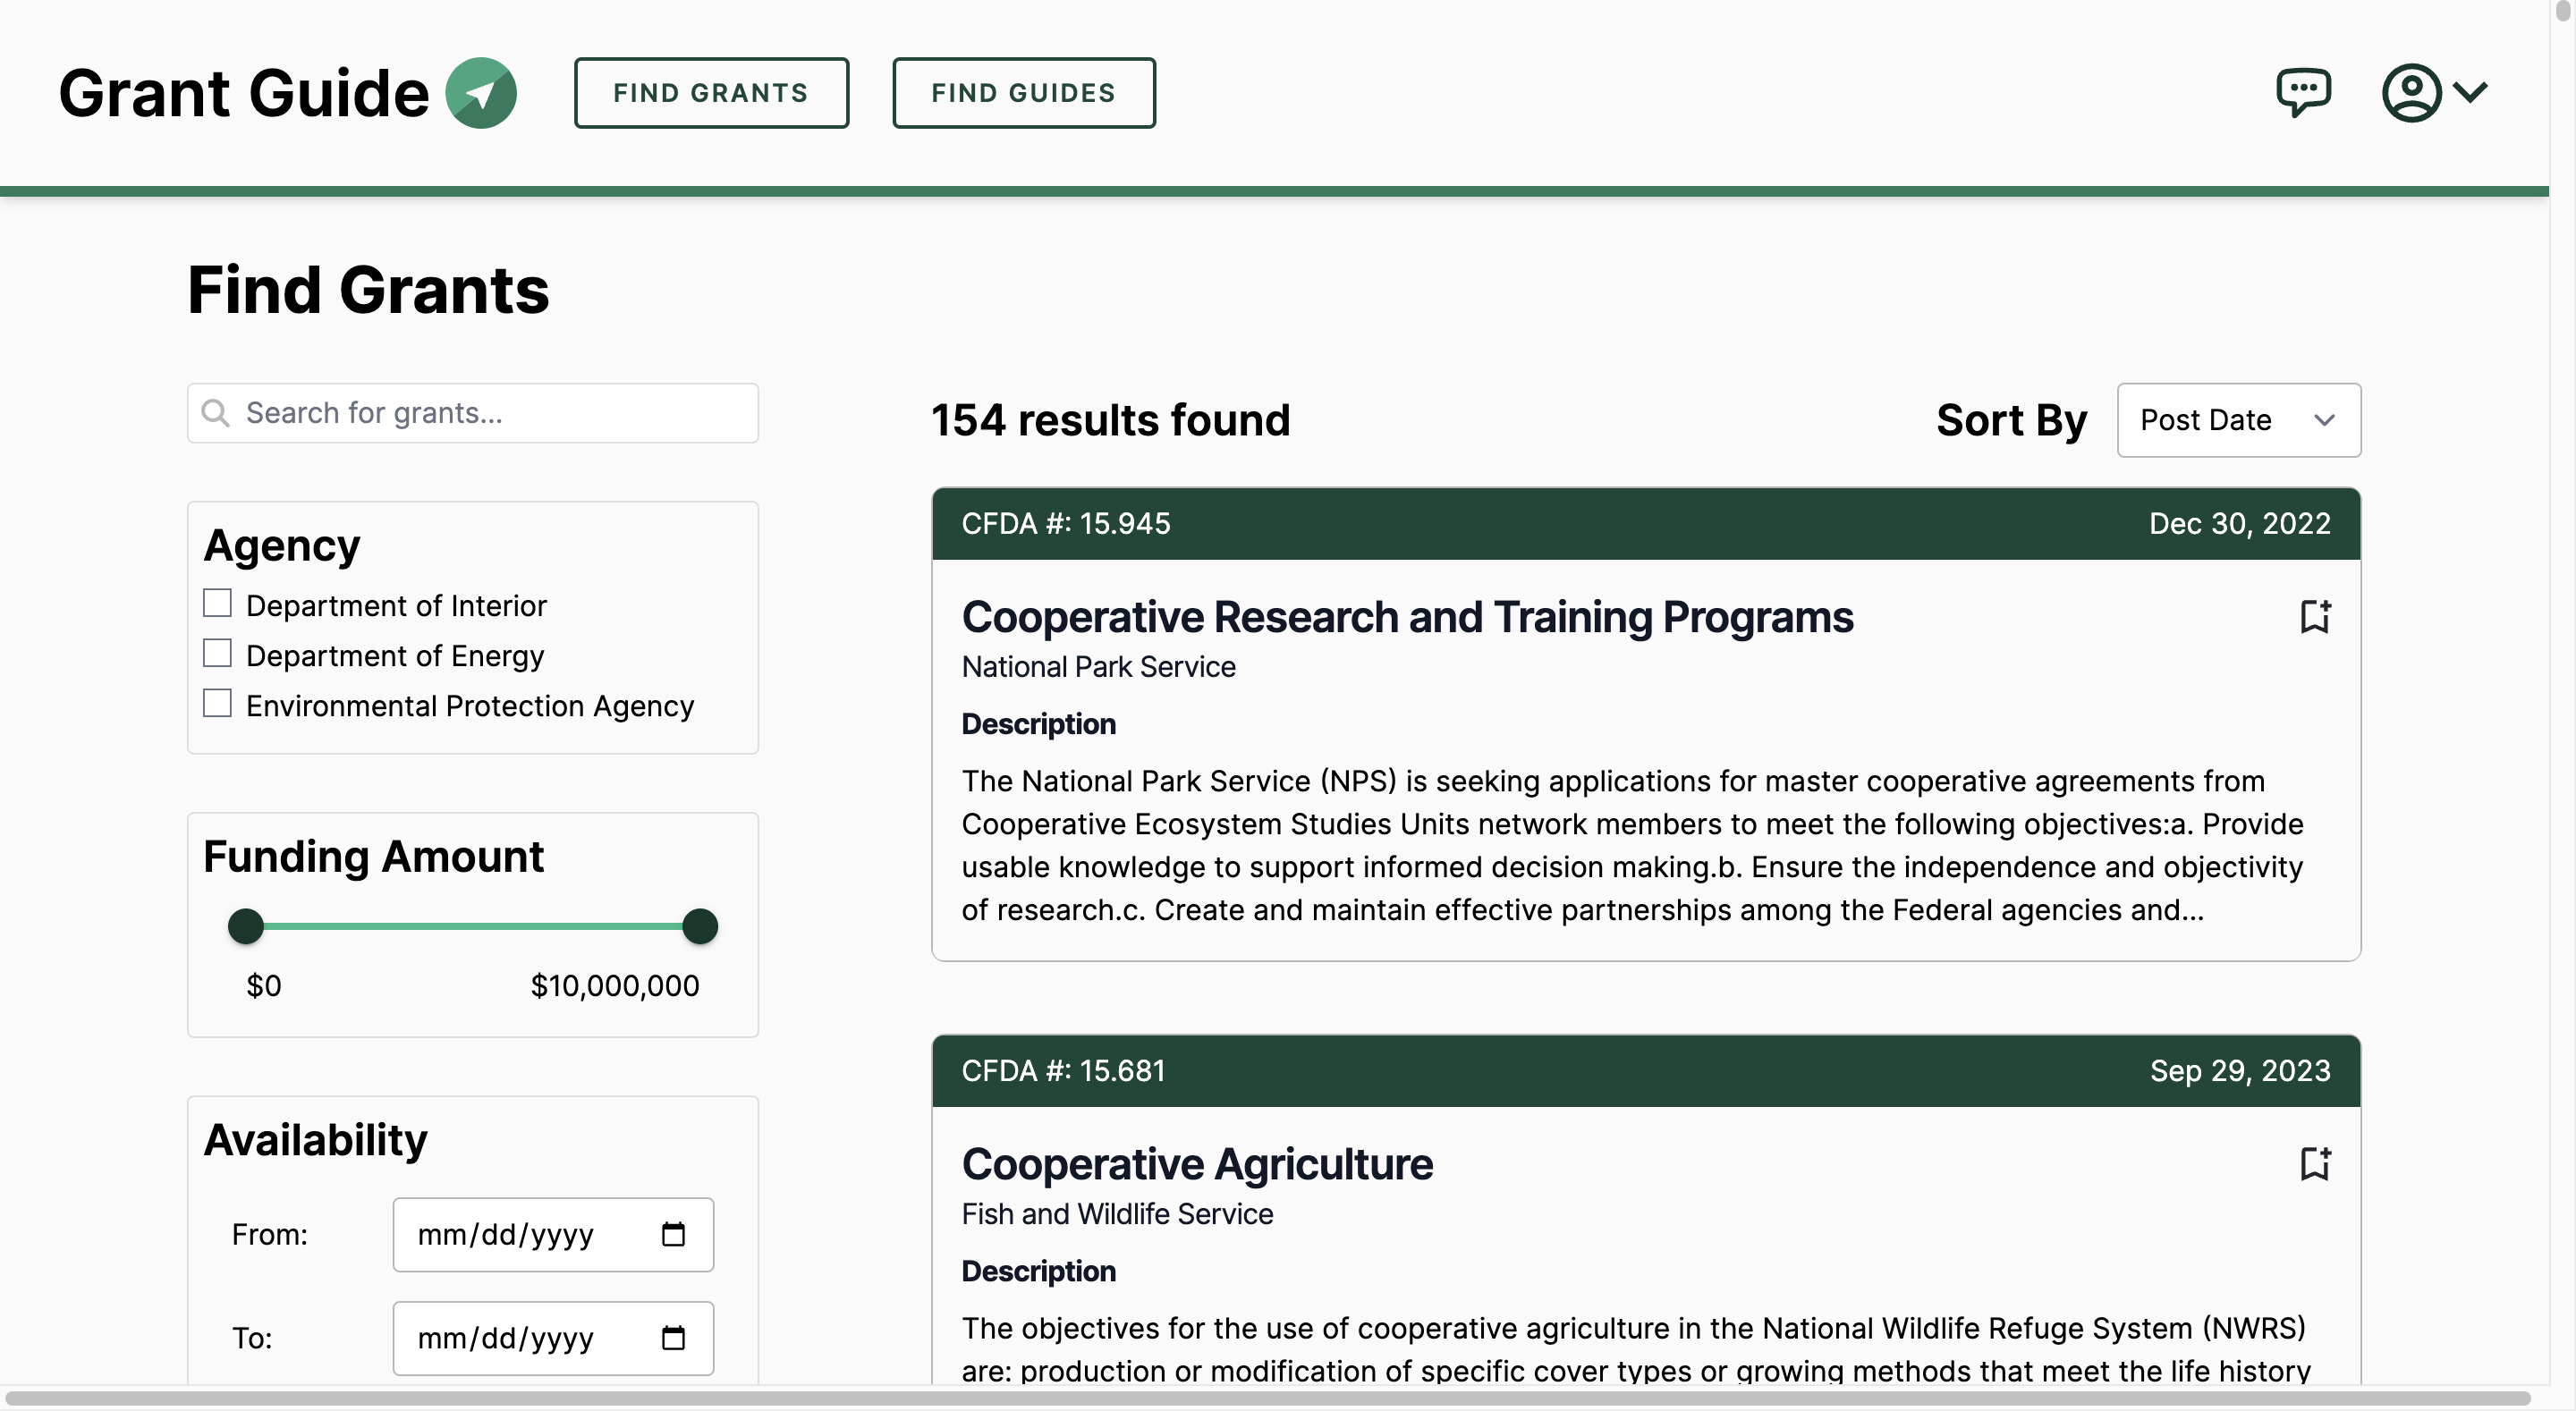 Grant Guide
FIND GRANTS
FIND GUIDES
Find Grants
Search for grants...
Agency
Department of Interior
Department of Energy
Environmental Protection Agency
Funding Amount
$0 $10,000,000
Availability
From: mm/dd/yyyy
To: mm/dd/yyyy
154 results found
Sort By Post Date
CFDA #: 15.945 Dec 30, 2022
Cooperative Research and Training Programs
National Park Service
Description
The National Park Service (NPS) is seeking applications for master cooperative agreements from
Cooperative Ecosystem Studies Units network members to meet the following objectives:a. Provide
usable knowledge to support informed decision making.b. Ensure the independence and objectivity
of research.c. Create and maintain effective partnerships among the Federal agencies and...
CFDA #: 15.681 Sep 29, 2023
Cooperative Agriculture
Fish and Wildlife Service
Description
The objectives for the use of cooperative agriculture in the National Wildlife Refuge System (NWRS)
are: production or modification of specific cover types or growing methods that meet the life history